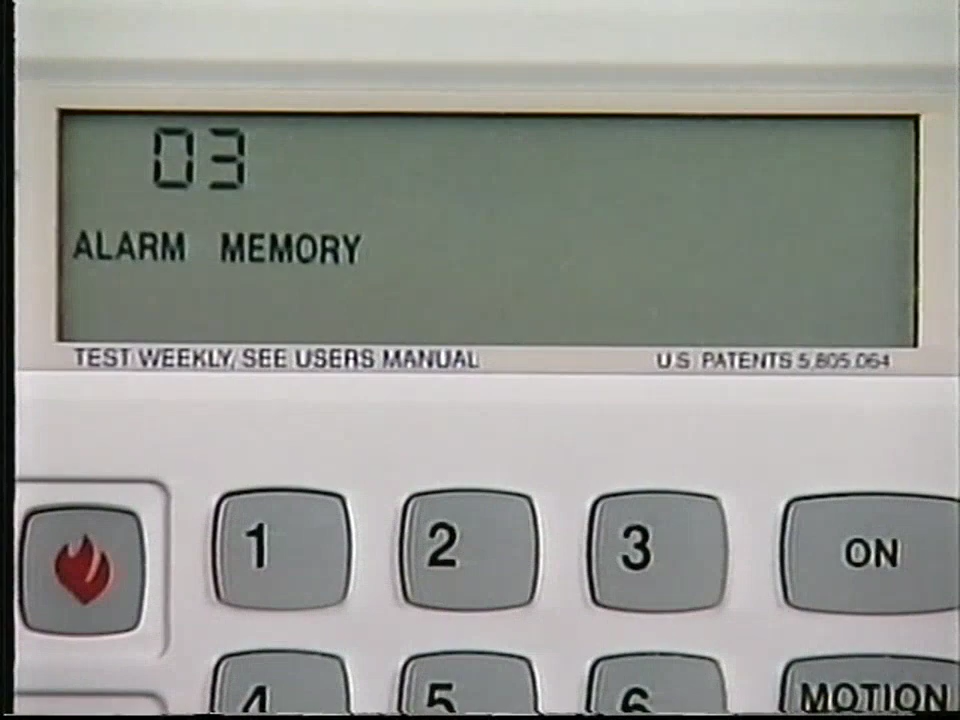 03
ALARM MEMORY
TEST WEEKLY, SEE USERS MANUAL U.S. PATENTS 5,805,064
1 2 3 ON
4 5 6 MOTION